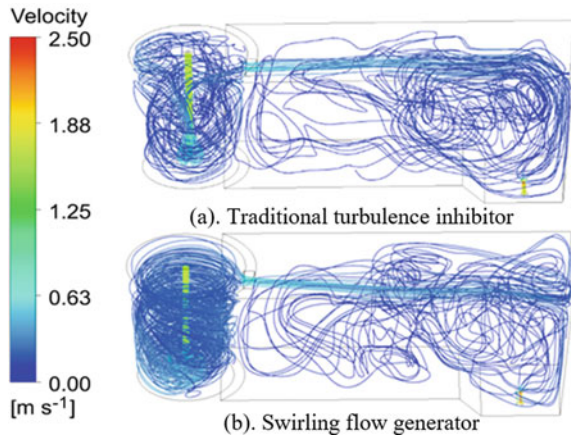 Velocity
2.50
1.88
1.25
0.63
0.00
[m s-1]
(a). Traditional turbulence inhibitor
(b). Swirling flow generator